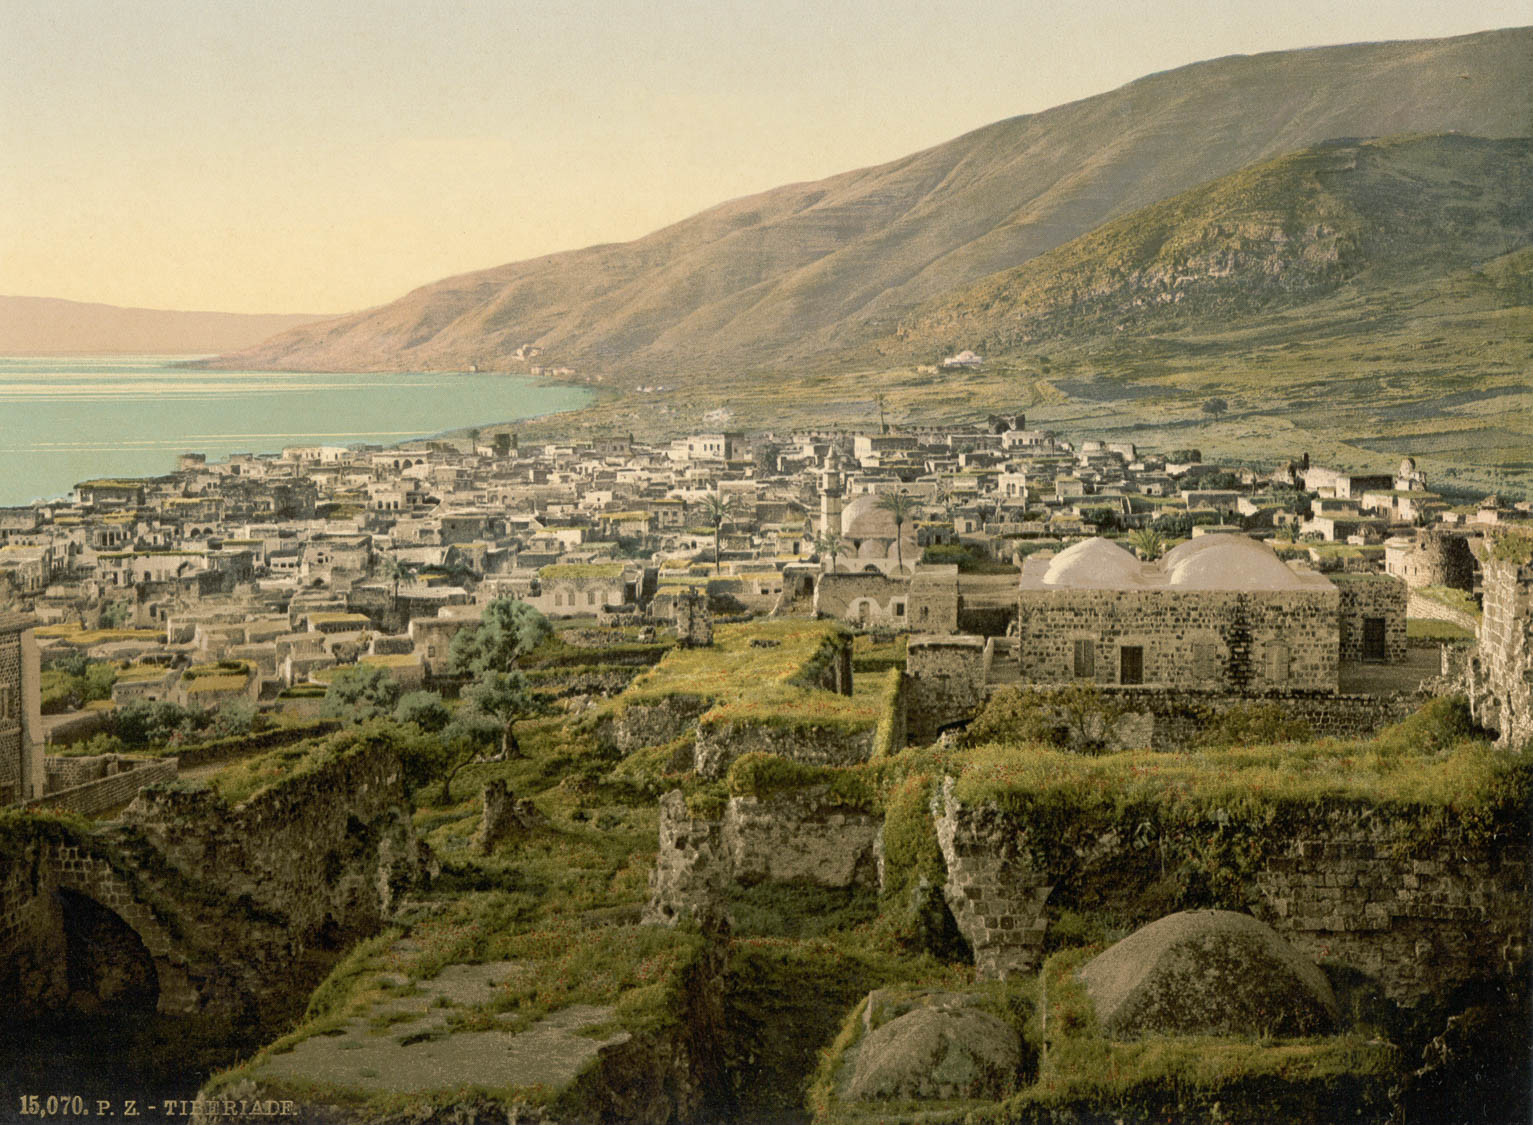 15,070. P. Z. - TIBERIADE.